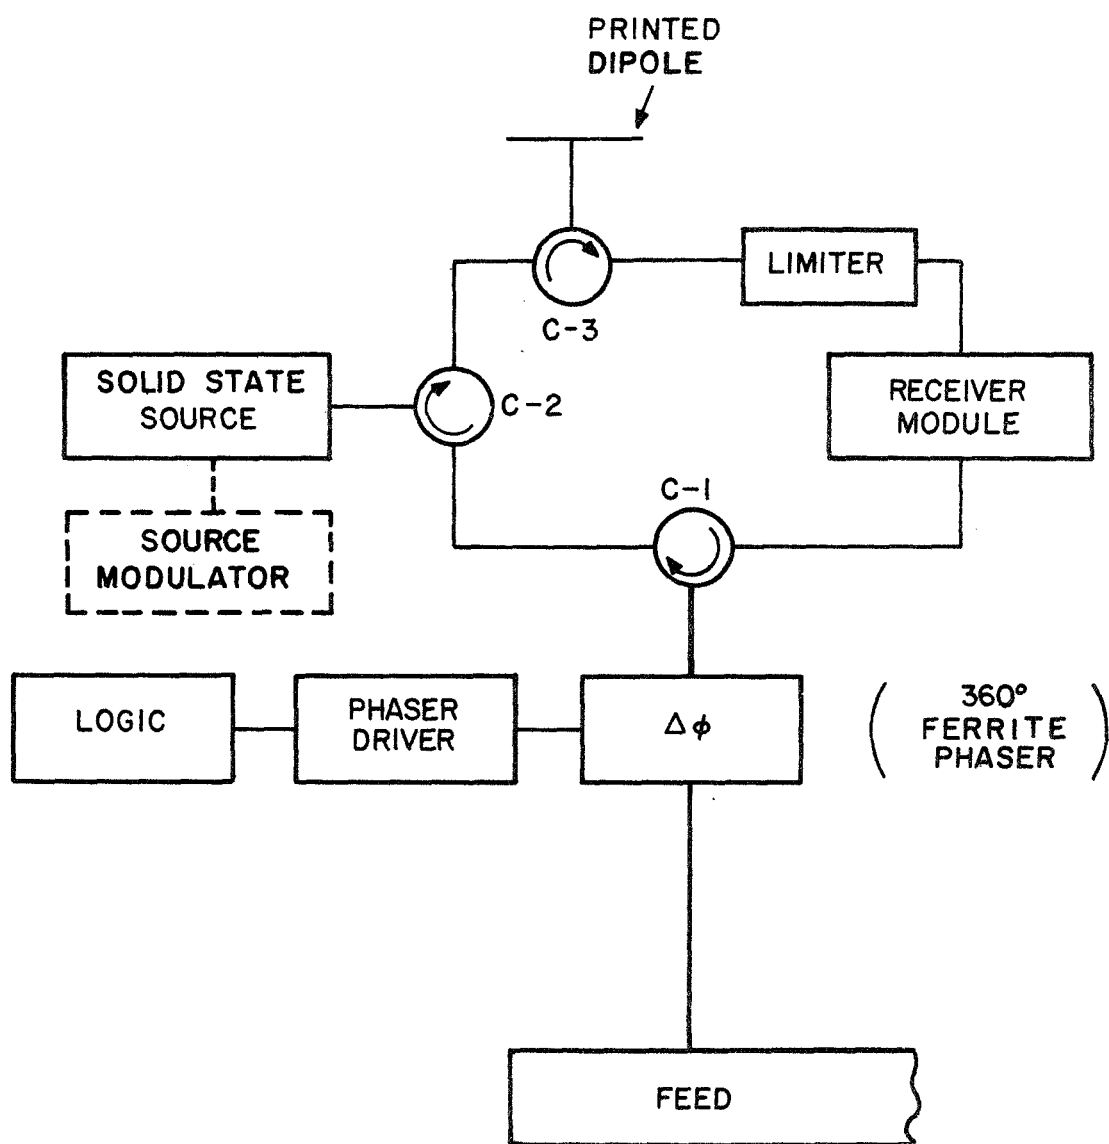 PRINTED
DIPOLE
LIMITER
C-3
SOLID STATE
SOURCE
C-2
RECEIVER
MODULE
C-1
SOURCE
MODULATOR
LOGIC
PHASER
DRIVER
Δφ
( 360°
FERRITE
PHASER )
FEED